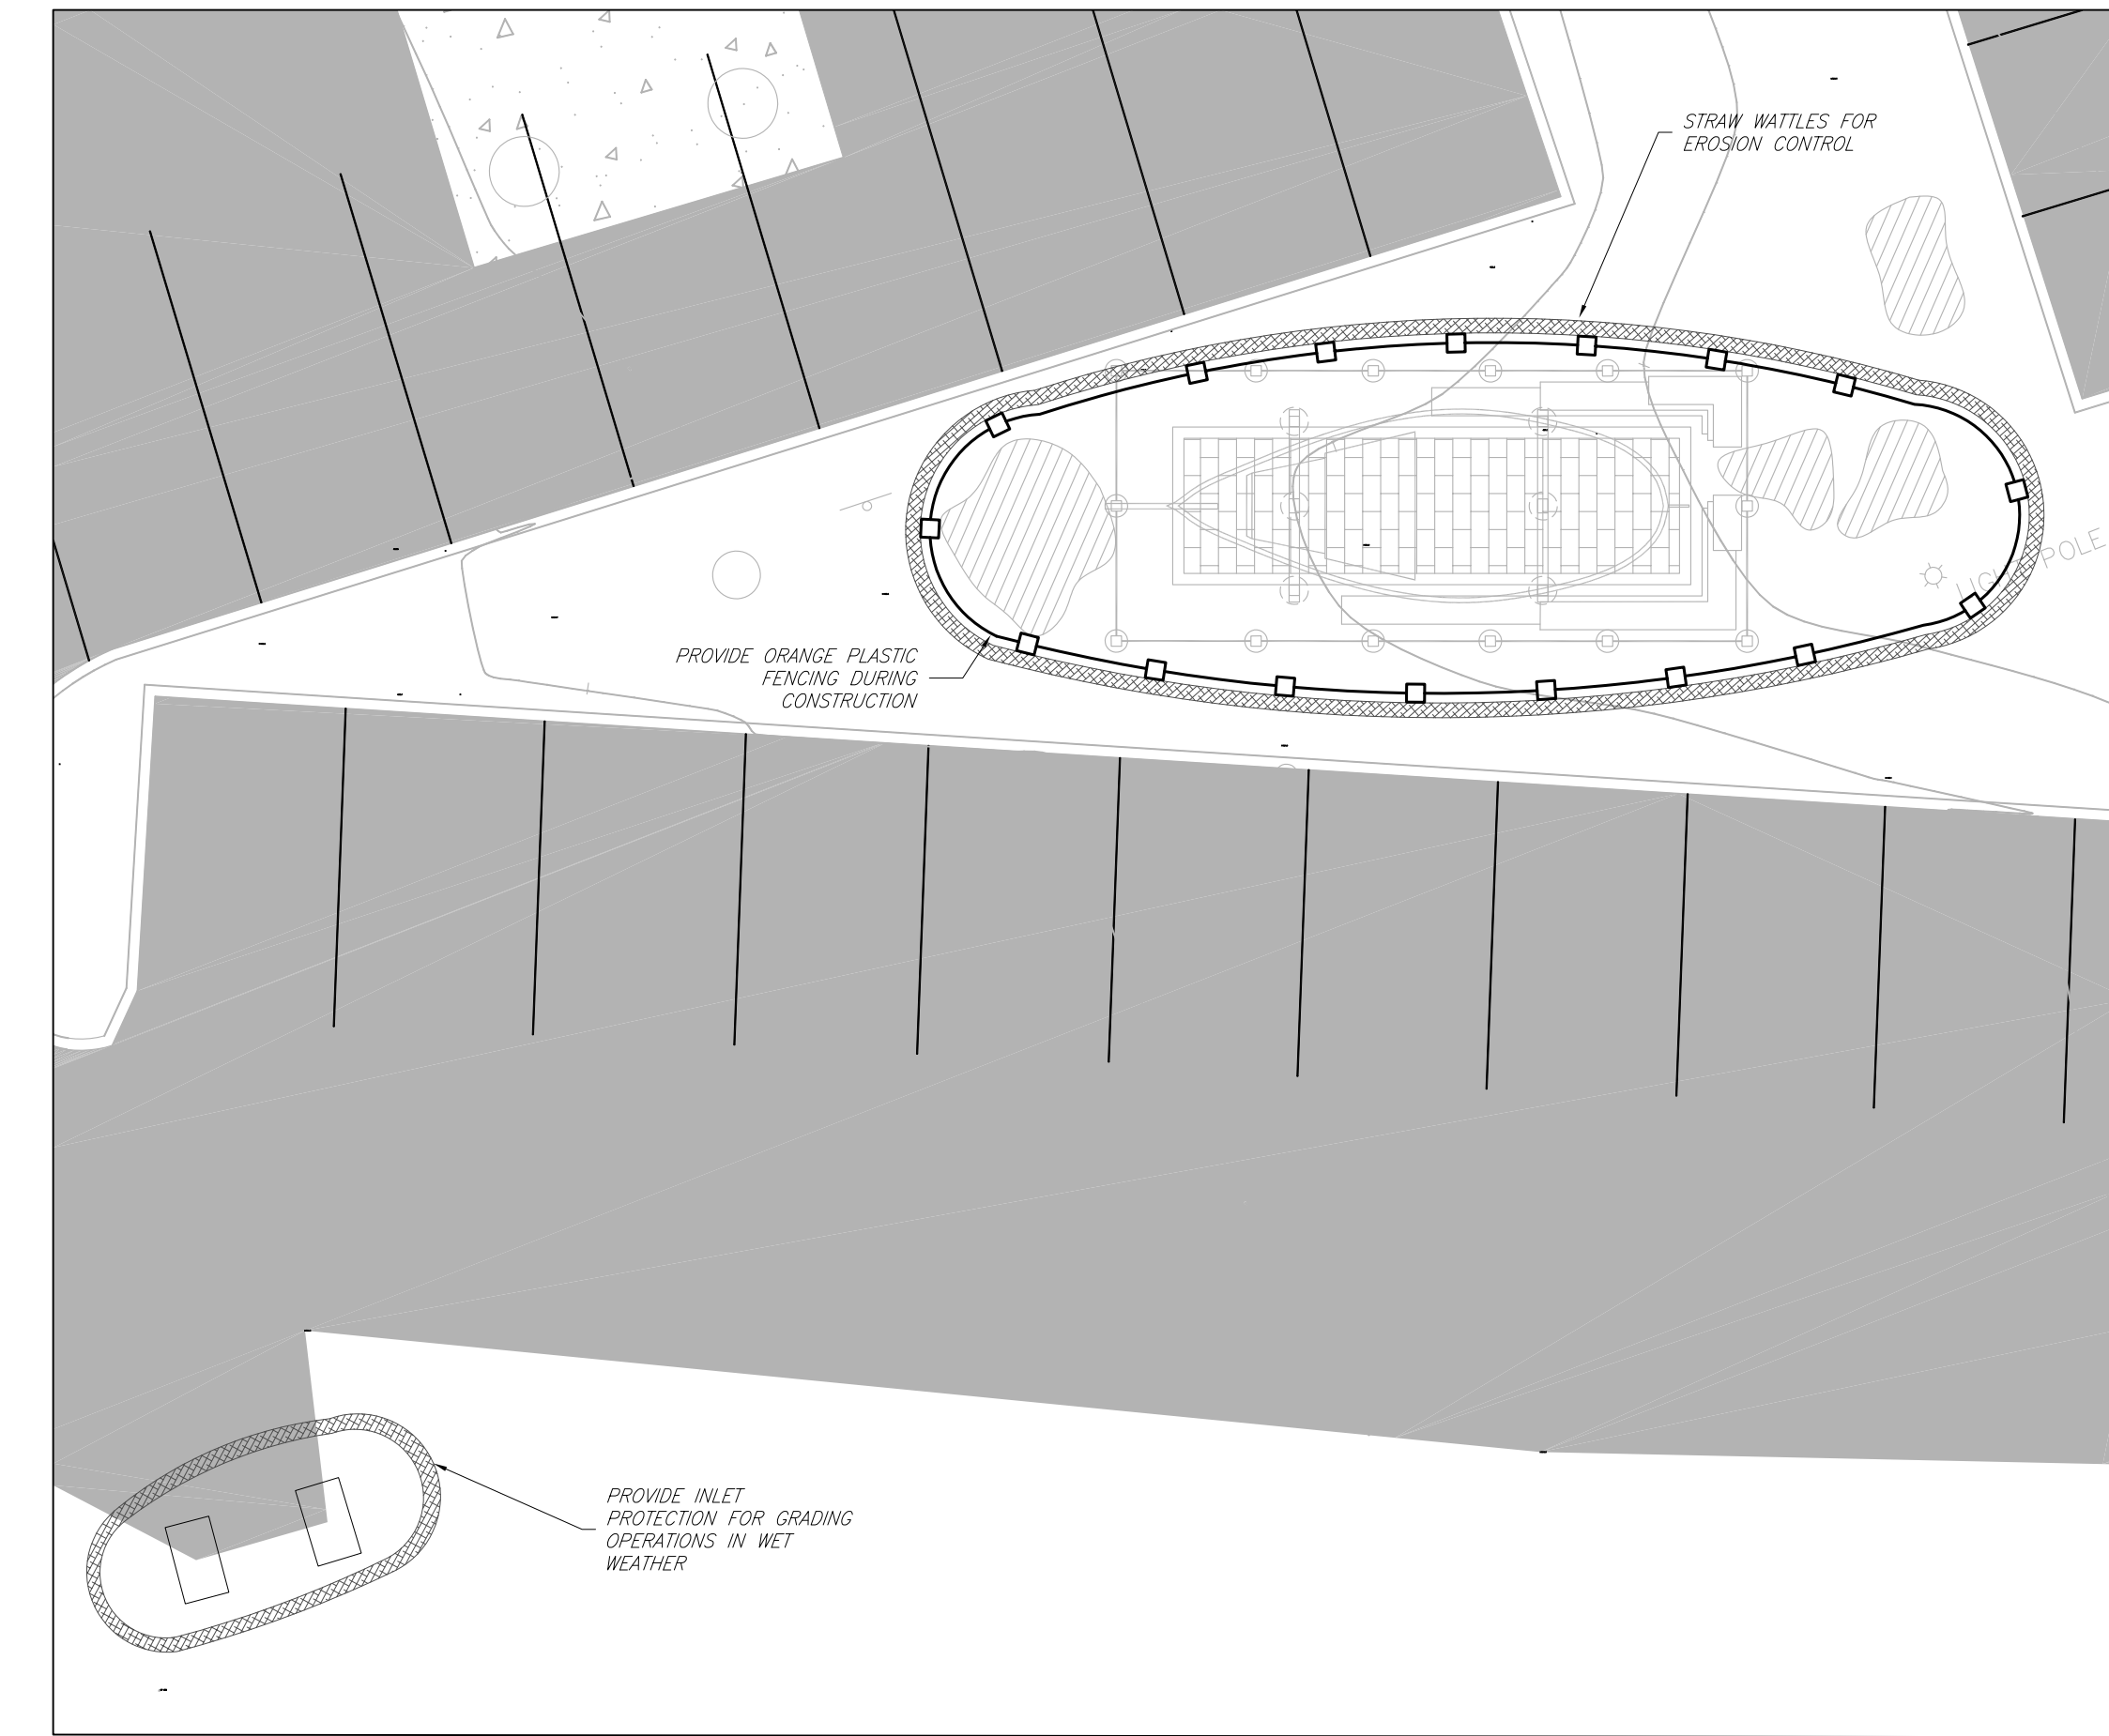 STRAW WATTLES FOR
EROSION CONTROL
LIGHT POLE
PROVIDE ORANGE PLASTIC
FENCING DURING
CONSTRUCTION
PROVIDE INLET
PROTECTION FOR GRADING
OPERATIONS IN WET
WEATHER